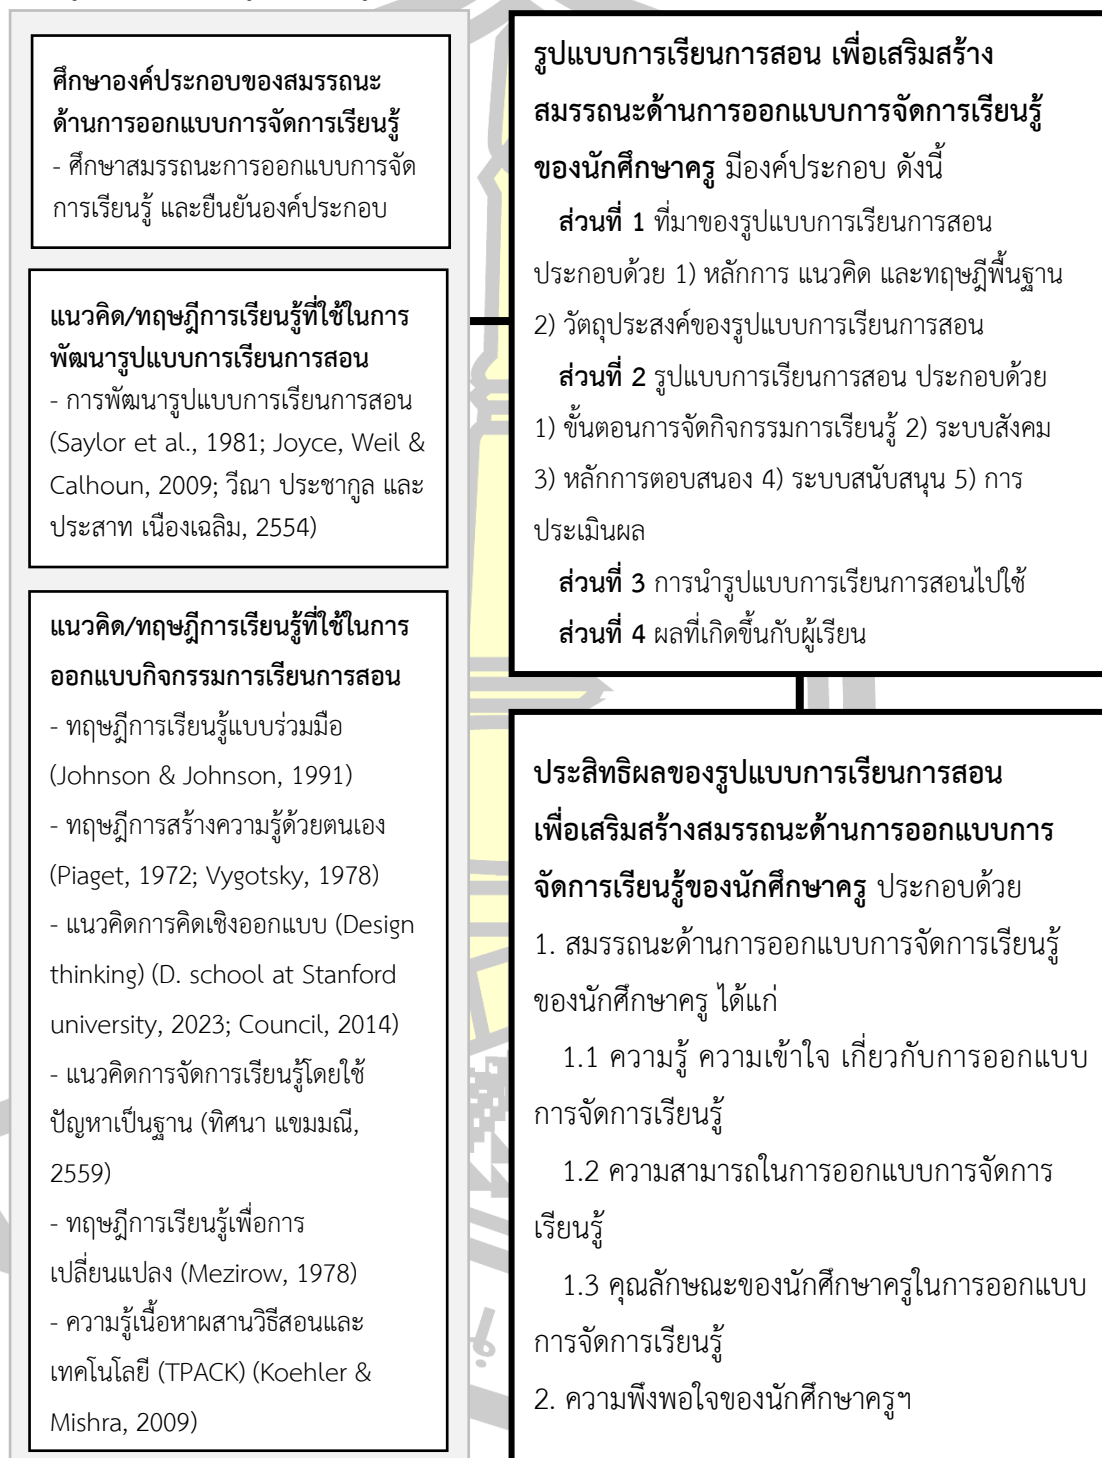 ศึกษาองค์ประกอบของสมรรถนะ
ด้านการออกแบบการจัดการเรียนรู้
- ศึกษาสมรรถนะการออกแบบการจัด
การเรียนรู้ และยืนยันองค์ประกอบ
แนวคิด/ทฤษฎีการเรียนรู้ที่ใช้ในการ
พัฒนารูปแบบการเรียนการสอน
- การพัฒนารูปแบบการเรียนการสอน
(Saylor et al., 1981; Joyce, Weil &
Calhoun, 2009; วีณา ประชากูล และ
ประสาท เนืองเฉลิม, 2554)
แนวคิด/ทฤษฎีการเรียนรู้ที่ใช้ในการ
ออกแบบกิจกรรมการเรียนการสอน
- ทฤษฎีการเรียนรู้แบบร่วมมือ
(Johnson & Johnson, 1991)
- ทฤษฎีการสร้างความรู้ด้วยตนเอง
(Piaget, 1972; Vygotsky, 1978)
- แนวคิดการคิดเชิงออกแบบ (Design
thinking) (D. school at Stanford
university, 2023; Council, 2014)
- แนวคิดการจัดการเรียนรู้โดยใช้
ปัญหาเป็นฐาน (ทิศนา แขมมณี,
2559)
- ทฤษฎีการเรียนรู้เพื่อการ
เปลี่ยนแปลง (Mezirow, 1978)
- ความรู้เนื้อหาผสานวิธีสอนและ
เทคโนโลยี (TPACK) (Koehler &
Mishra, 2009)
รูปแบบการเรียนการสอน เพื่อเสริมสร้าง
สมรรถนะด้านการออกแบบการจัดการเรียนรู้
ของนักศึกษาครู มีองค์ประกอบ ดังนี้
ส่วนที่ 1 ที่มาของรูปแบบการเรียนการสอน
ประกอบด้วย 1) หลักการ แนวคิด และทฤษฎีพื้นฐาน
2) วัตถุประสงค์ของรูปแบบการเรียนการสอน
ส่วนที่ 2 รูปแบบการเรียนการสอน ประกอบด้วย
1) ขั้นตอนการจัดกิจกรรมการเรียนรู้ 2) ระบบสังคม
3) หลักการตอบสนอง 4) ระบบสนับสนุน 5) การ
ประเมินผล
ส่วนที่ 3 การนำรูปแบบการเรียนการสอนไปใช้
ส่วนที่ 4 ผลที่เกิดขึ้นกับผู้เรียน
ประสิทธิผลของรูปแบบการเรียนการสอน
เพื่อเสริมสร้างสมรรถนะด้านการออกแบบการ
จัดการเรียนรู้ของนักศึกษาครู ประกอบด้วย
1. สมรรถนะด้านการออกแบบการจัดการเรียนรู้
ของนักศึกษาครู ได้แก่
1.1 ความรู้ ความเข้าใจ เกี่ยวกับการออกแบบ
การจัดการเรียนรู้
1.2 ความสามารถในการออกแบบการจัดการ
เรียนรู้
1.3 คุณลักษณะของนักศึกษาครูในการออกแบบ
การจัดการเรียนรู้
2. ความพึงพอใจของนักศึกษาครูฯ